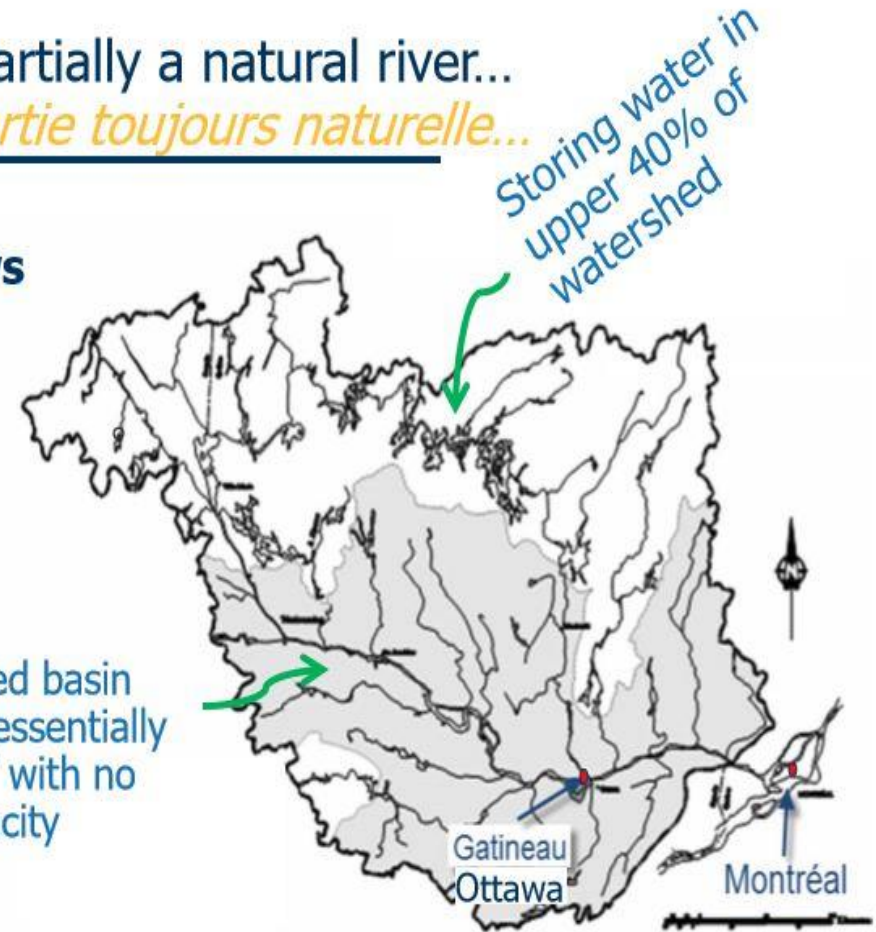 artially a natural river...
rtie toujours naturelle...
Storing water in
upper 40% of
watershed
s
ed basin
essentially
with no
city
N
Gatineau
Ottawa
Montréal